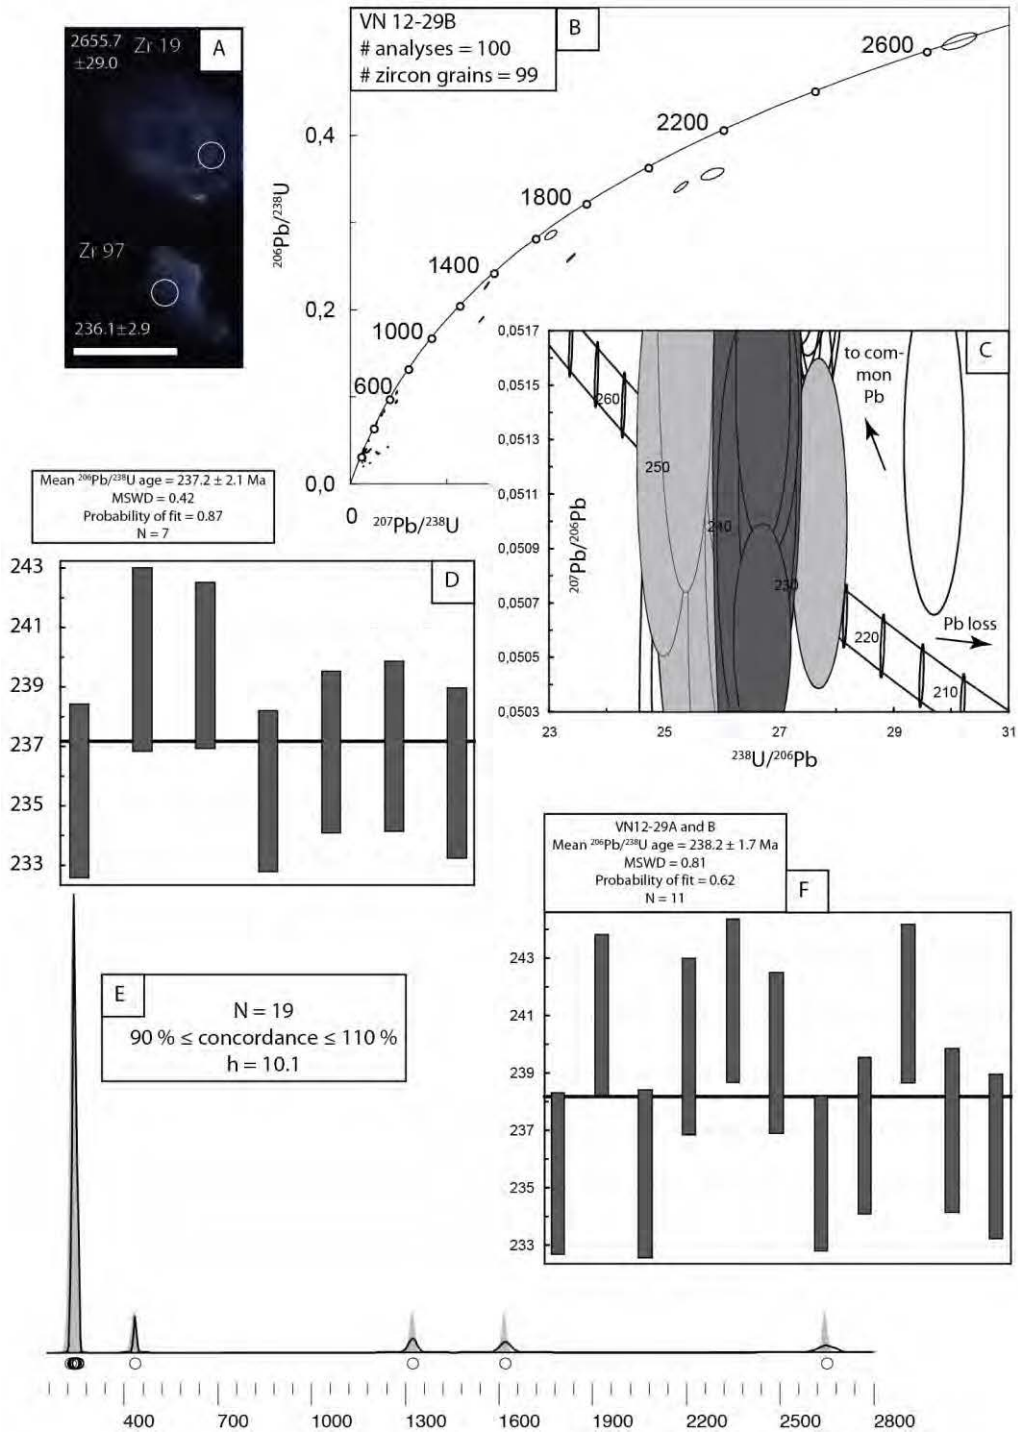 2655.7
±29.0
Zr 19
A
Zr 97
236.1±2.9
VN 12-29B
# analyses = 100
# zircon grains = 99
B
2600
2200
1800
1400
1000
600
0,4
0,2
0,0
0
206Pb/238U
207Pb/238U
C
0,0517
0,0515
0,0513
0,0511
0,0509
0,0507
0,0505
0,0503
207Pb/206Pb
260
250
240
230
220
210
to com-
mon
Pb
Pb loss
23
25
27
29
31
238U/206Pb
Mean 206Pb/238U age = 237.2 ± 2.1 Ma
MSWD = 0.42
Probability of fit = 0.87
N = 7
D
243
241
239
237
235
233
VN12-29A and B
Mean 206Pb/238U age = 238.2 ± 1.7 Ma
MSWD = 0.81
Probability of fit = 0.62
N = 11
F
243
241
239
237
235
233
E
N = 19
90 % ≤ concordance ≤ 110 %
h = 10.1
400 700 1000 1300 1600 1900 2200 2500 2800